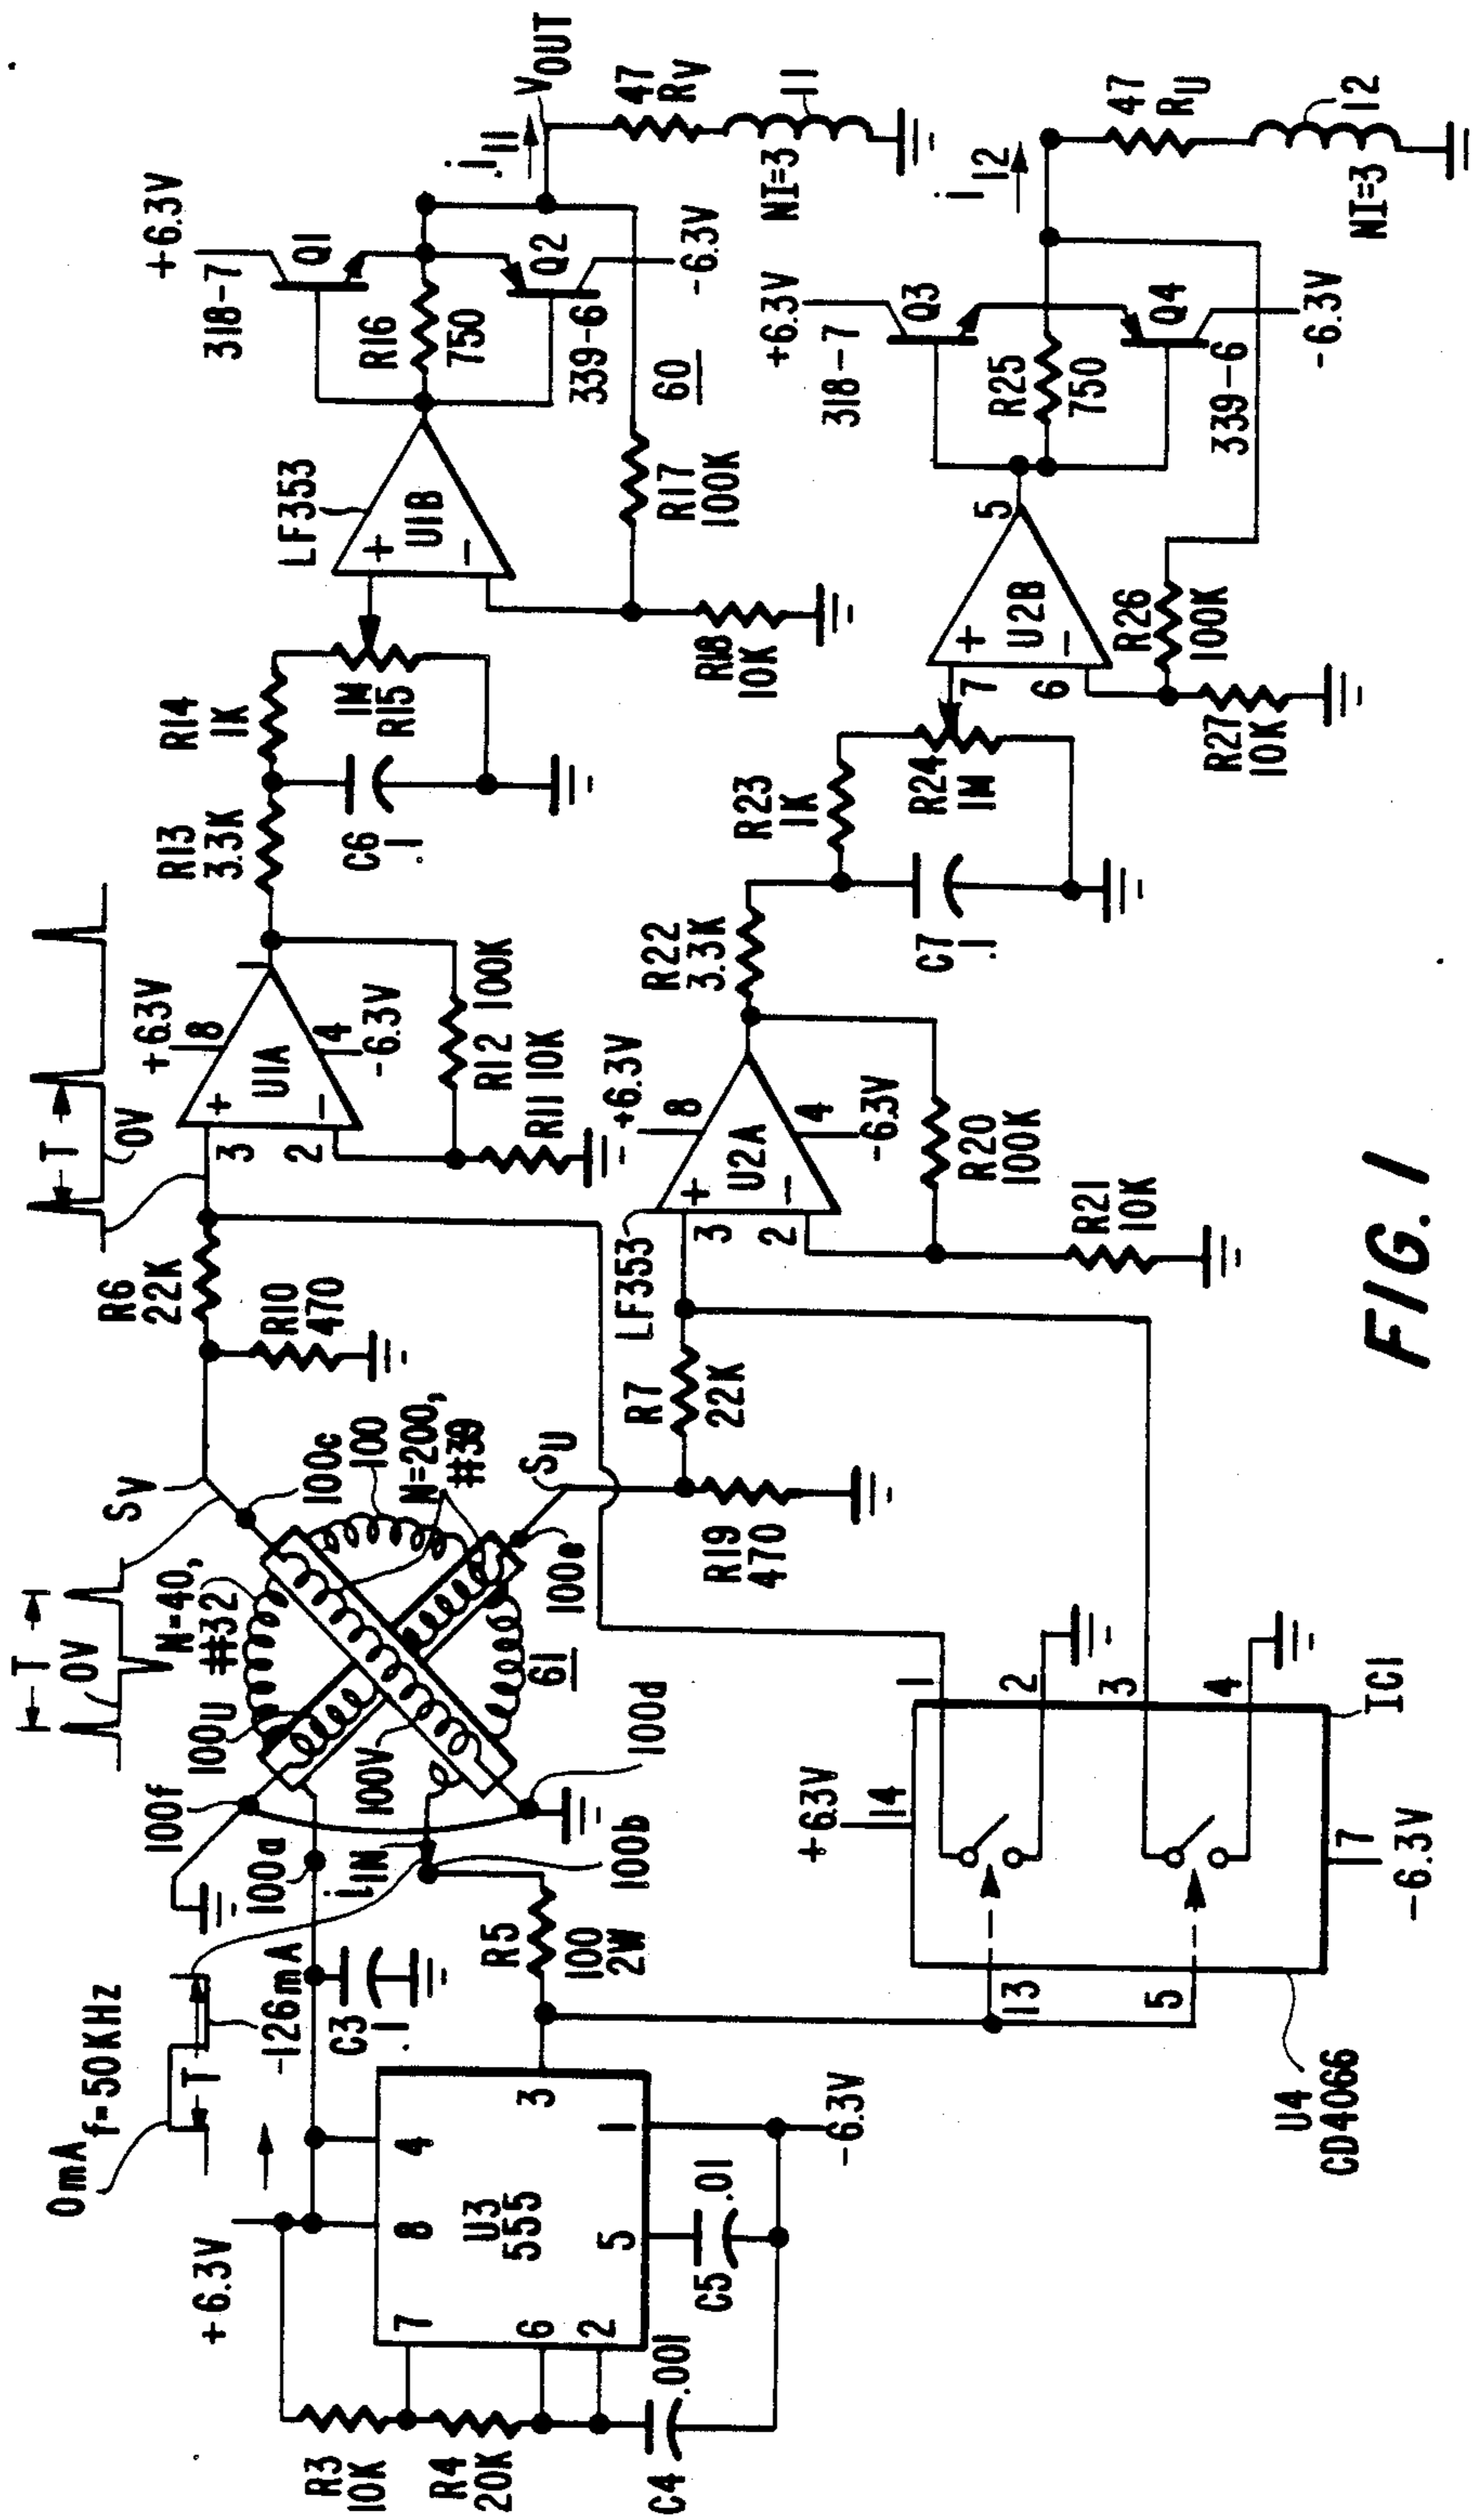 0mA
f=50KHz
T
-126mA
+6.3V
R3
10K
R4
20K
C4
.001
7
8
4
6
2
U3
555
3
5
1
C5
.01
-6.3V
C3
.1
R5
100
2W
100f
100a
iIN
100b
100d
100U
100V
N=40,
#32
61
T
0V
SV
100c
100
N=200,
#39
SU
100e
R6
22K
R10
470
R19
470
R7
22K
T
0V
3
2
+
-
U1A
+6.3V
8
4
-6.3V
1
R12 100K
R11 10K
R13
3.3K
R14
1K
C6
.1
1M
R15
LF353
+
-
U1B
R16
750
318-7
+6.3V
Q1
Q2
339-6
-6.3V
60
R17
100K
R18
10K
i11
VOUT
47
RV
11
NI=3
LF353
3
2
+
-
U2A
+6.3V
8
4
-6.3V
R20
100K
R21
10K
R22
3.3K
C7
.1
R23
1K
R24
1M
7
6
+
-
U2B
5
R26
100K
R27
10K
R25
750
318-7
+6.3V
Q3
Q4
339-6
-6.3V
i12
47
RU
12
NI=3
+6.3V
14
1
2
3
4
13
5
17
-6.3V
IC1
U4
CD4066
FIG. 1